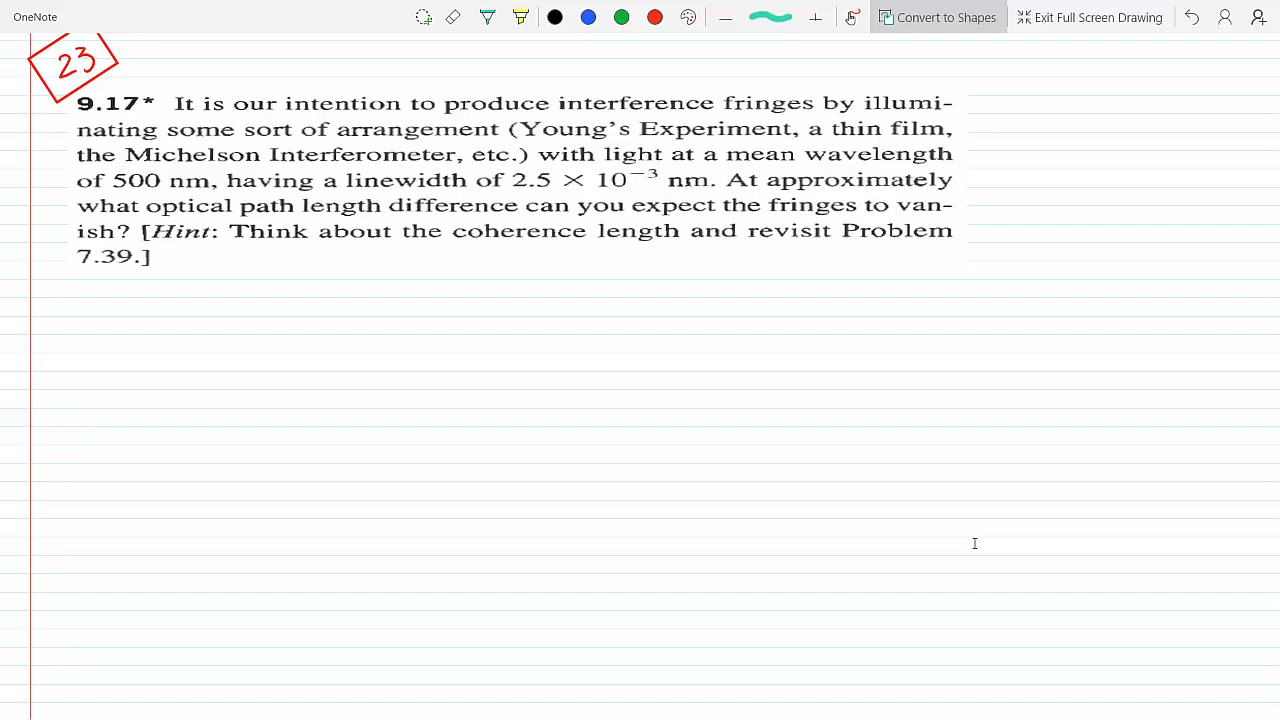 OneNote
Convert to Shapes
Exit Full Screen Drawing
23
9.17* It is our intention to produce interference fringes by illumi-
nating some sort of arrangement (Young's Experiment, a thin film,
the Michelson Interferometer, etc.) with light at a mean wavelength
of 500 nm, having a linewidth of 2.5 × 10⁻³ nm. At approximately
what optical path length difference can you expect the fringes to van-
ish? [Hint: Think about the coherence length and revisit Problem
7.39.]